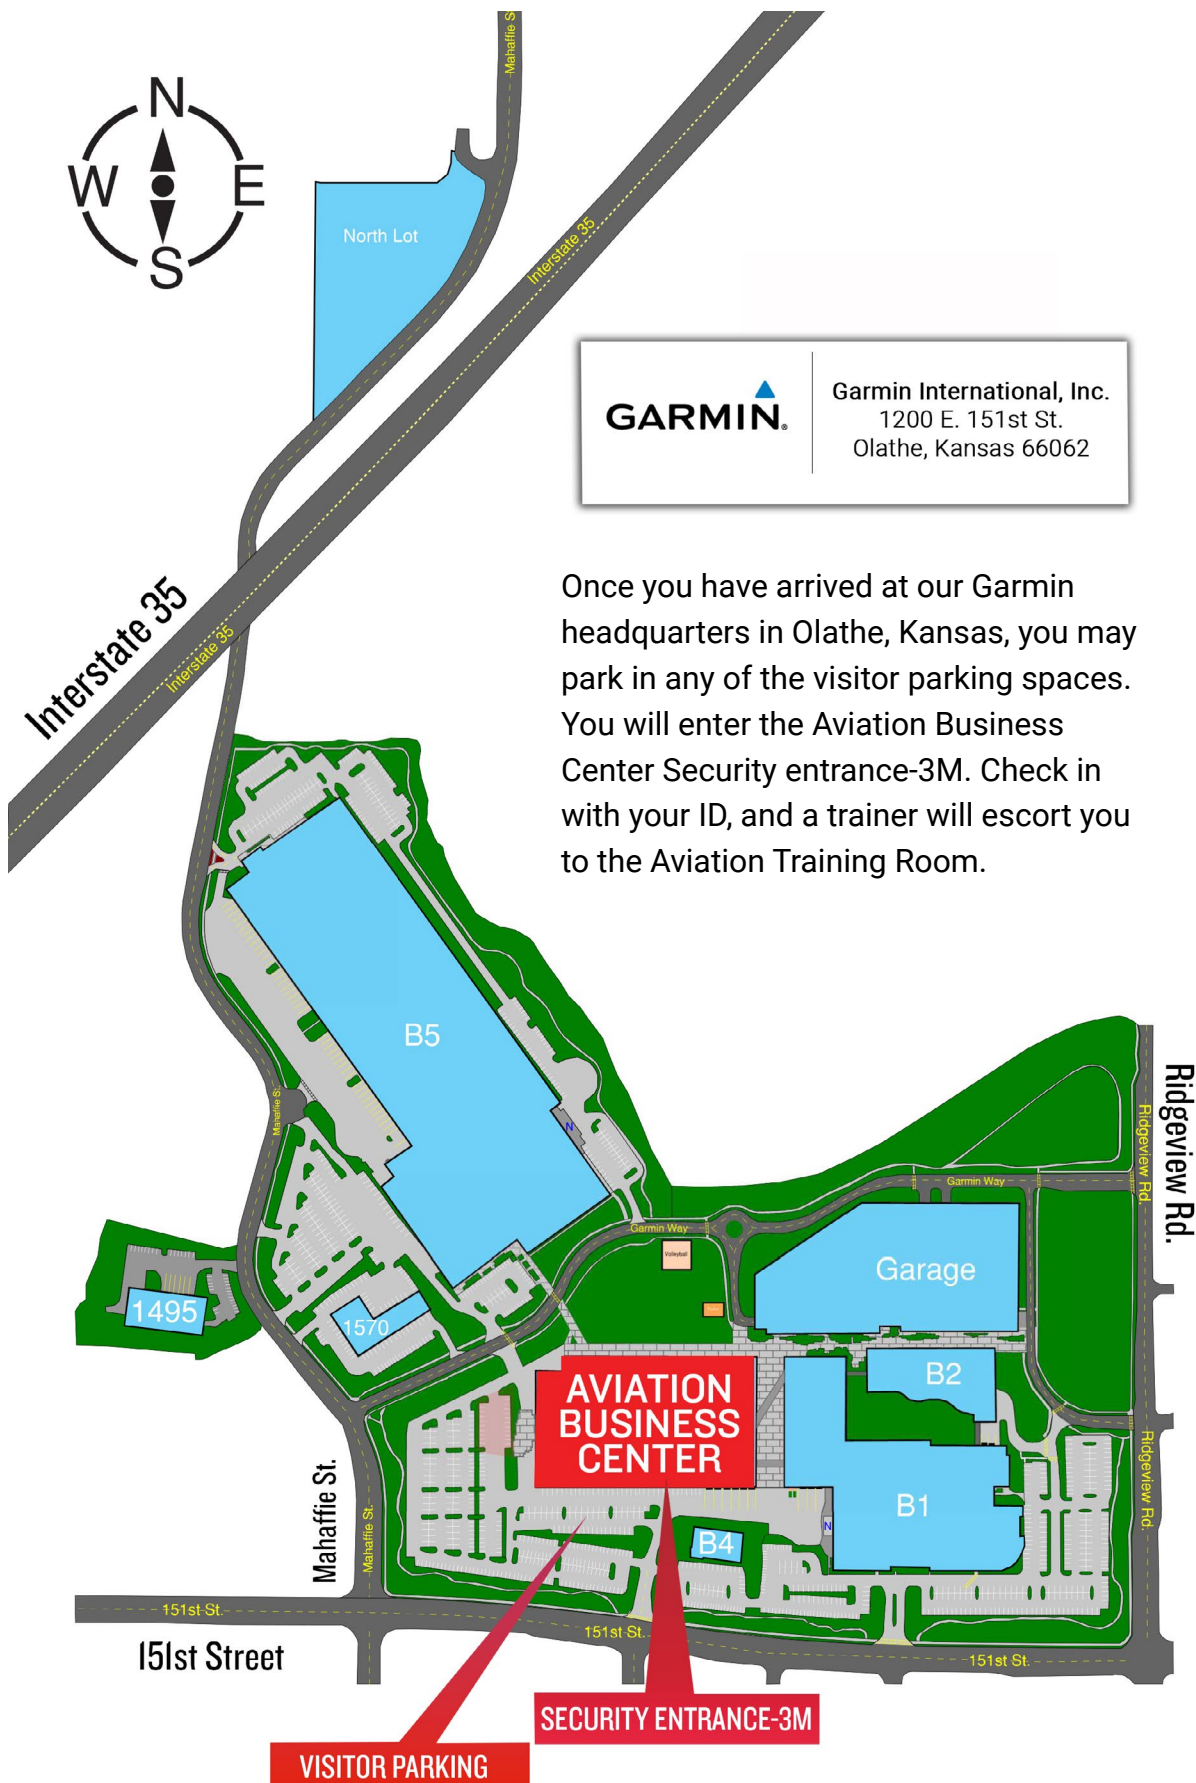 Mahaffie S
N
W E
S
North Lot
Interstate 35
GARMIN®
Garmin International, Inc.
1200 E. 151st St.
Olathe, Kansas 66062
Once you have arrived at our Garmin
headquarters in Olathe, Kansas, you may
park in any of the visitor parking spaces.
You will enter the Aviation Business
Center Security entrance-3M. Check in
with your ID, and a trainer will escort you
to the Aviation Training Room.
Interstate 35
Interstate 35
B5
N
Mahaffie S
Ridgeview Rd.
Ridgeview Rd.
Garmin Way
Garmin Way
Volleyball
Garage
1495
1570
AVIATION
BUSINESS
CENTER
B2
B1
N
B4
Ridgeview Rd.
Mahaffie St.
Mahaffie St.
151st St.
151st St.
151st St.
151st Street
SECURITY ENTRANCE-3M
VISITOR PARKING